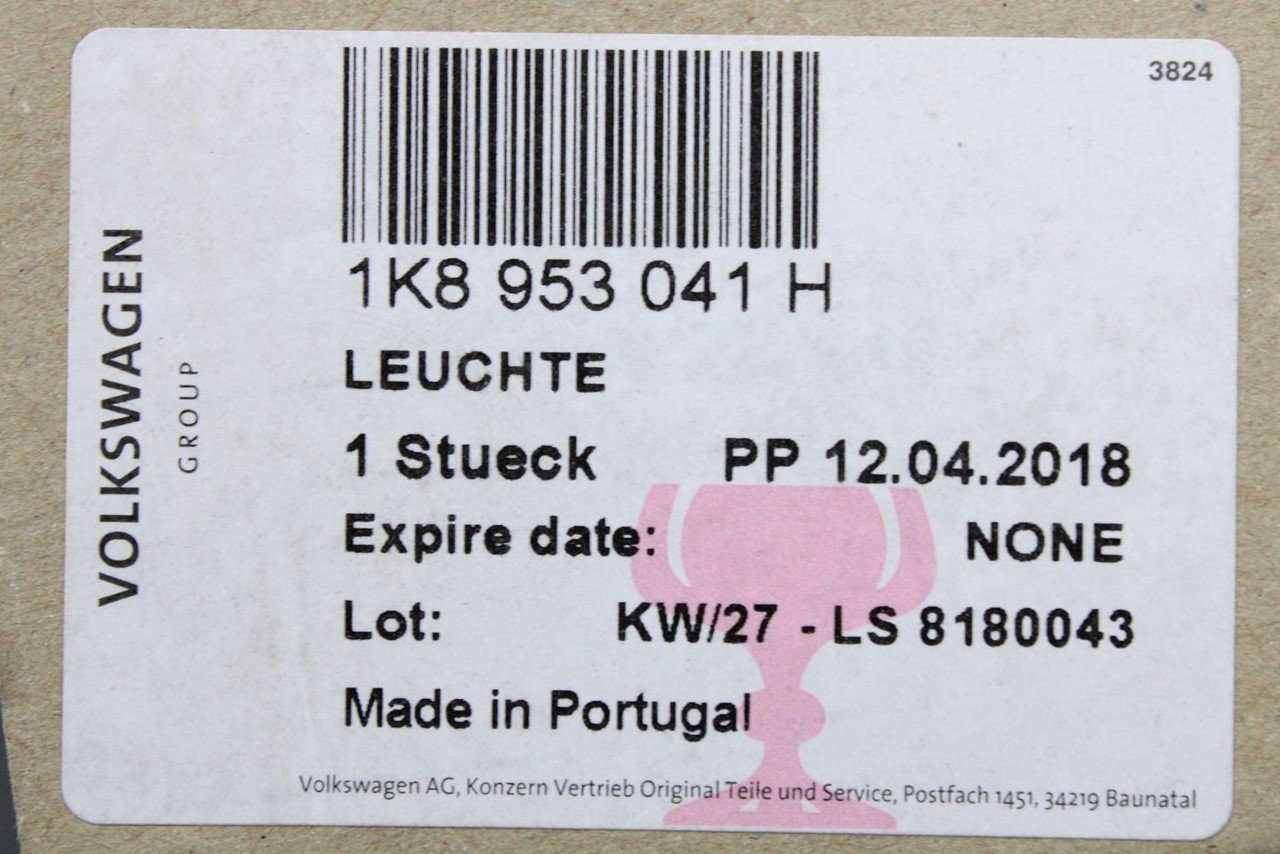 3824
VOLKSWAGEN
GROUP
1K8 953 041 H
LEUCHTE
1 Stueck PP 12.04.2018
Expire date: NONE
Lot: KW/27 - LS 8180043
Made in Portugal
Volkswagen AG, Konzern Vertrieb Original Teile und Service, Postfach 1451, 34219 Baunatal